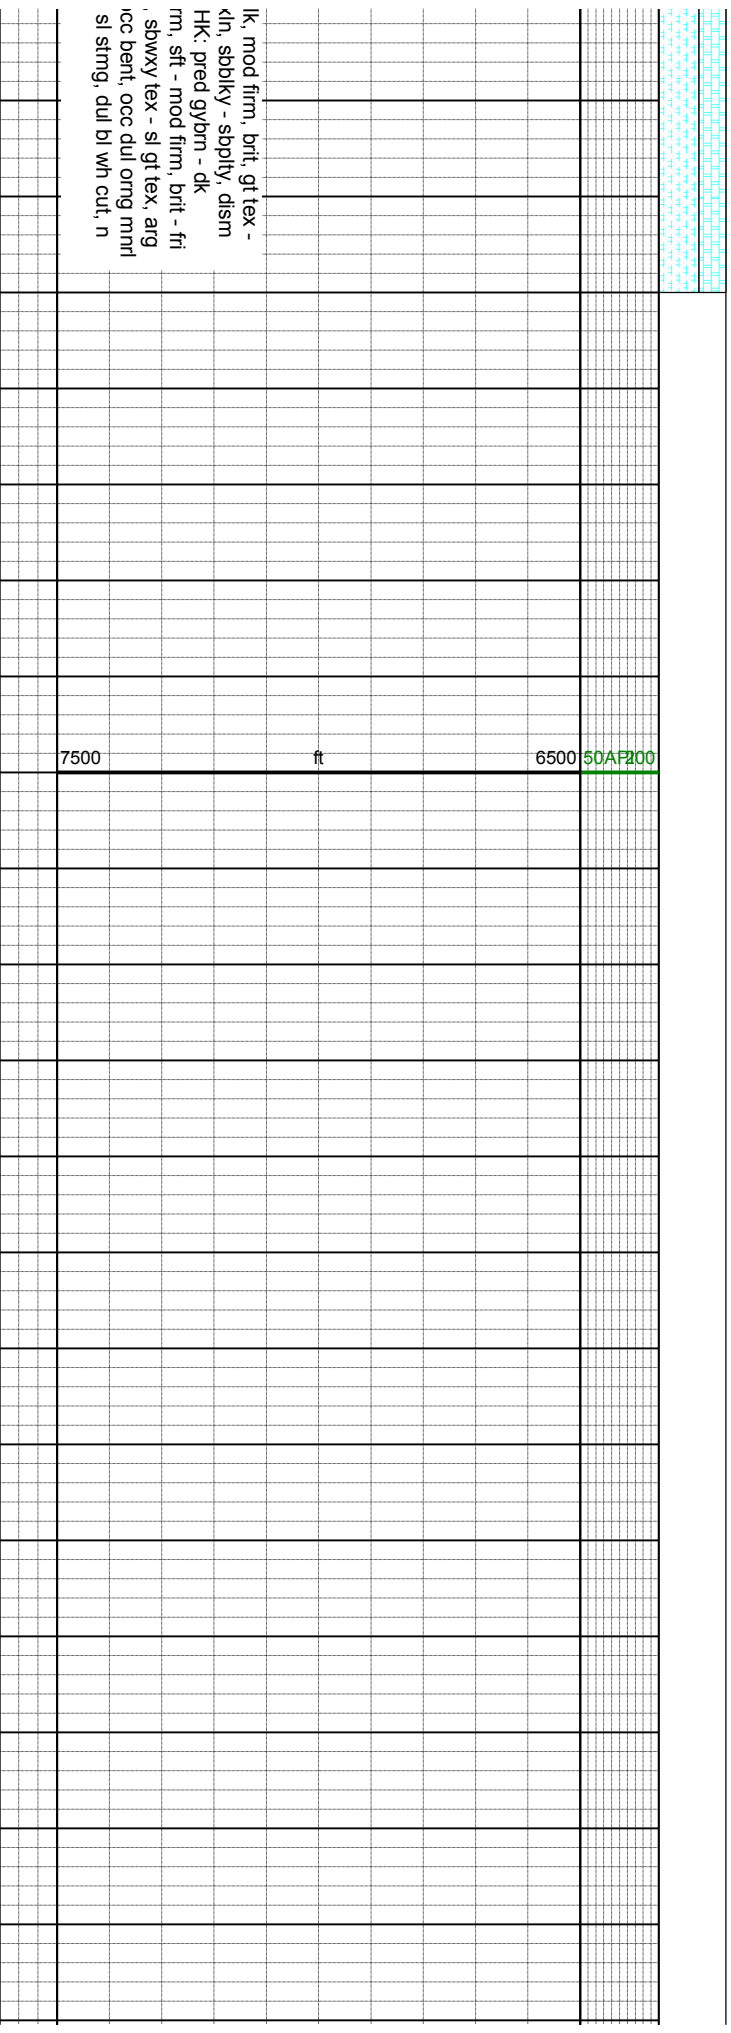 lk, mod firm, brit, gt tex -
xln, sbblky - sbplty, dism
HK: pred gybrn - dk
rm, sft - mod firm, brit - fri
, sbwxy tex - sl gt tex, arg
occ bent, occ dul orng mnrl
sl stmg, dul bl wh cut, n
7500 ft 6500 50 API 200